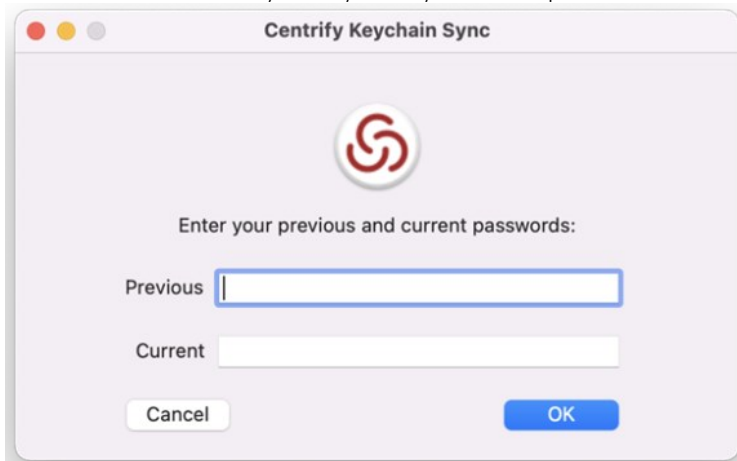 Centrify Keychain Sync
Enter your previous and current passwords:
Previous
Current
Cancel
OK